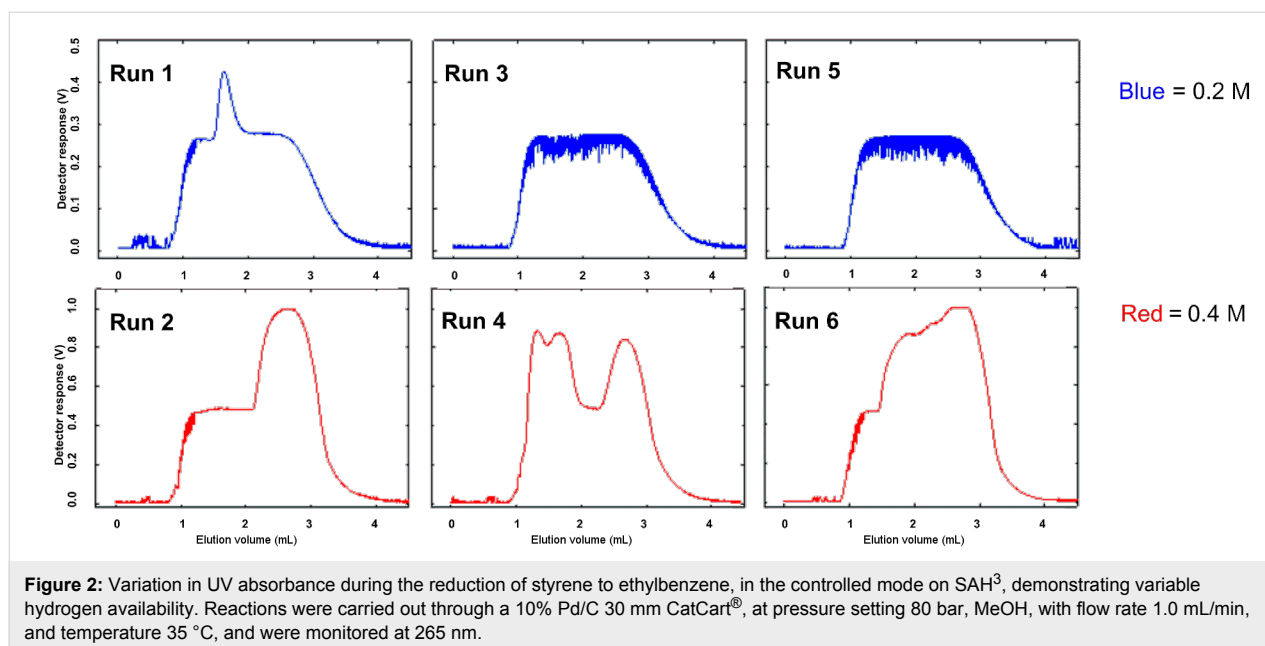 Run 1
Run 3
Run 5
Blue = 0.2 M
Detector response (V)
0.5
0.4
0.3
0.2
0.1
0.0
0 1 2 3 4
0 1 2 3 4
0 1 2 3 4
Run 2
Run 4
Run 6
Red = 0.4 M
Detector response (V)
1.0
0.8
0.6
0.4
0.2
0.0
0 1 2 3 4
0 1 2 3 4
0 1 2 3 4
Elution volume (mL)
Elution volume (mL)
Elution volume (mL)
Figure 2: Variation in UV absorbance during the reduction of styrene to ethylbenzene, in the controlled mode on SAH³, demonstrating variable
hydrogen availability. Reactions were carried out through a 10% Pd/C 30 mm CatCart®, at pressure setting 80 bar, MeOH, with flow rate 1.0 mL/min,
and temperature 35 °C, and were monitored at 265 nm.